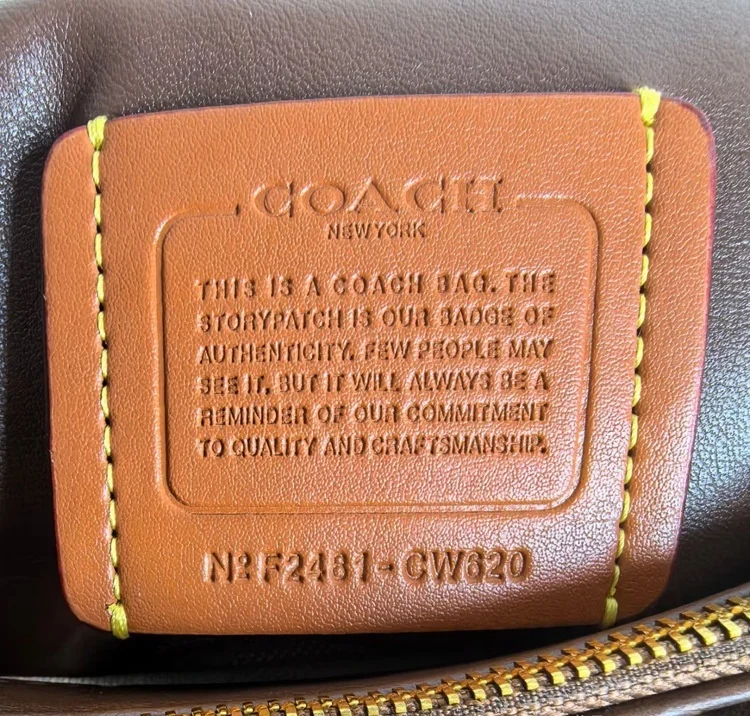 COACH
NEW YORK
THIS IS A COACH BAG. THE
STORYPATCH IS OUR BADGE OF
AUTHENTICITY. FEW PEOPLE MAY
SEE IT, BUT IT WILL ALWAYS BE A
REMINDER OF OUR COMMITMENT
TO QUALITY AND CRAFTSMANSHIP.
Nº F2461-CW620